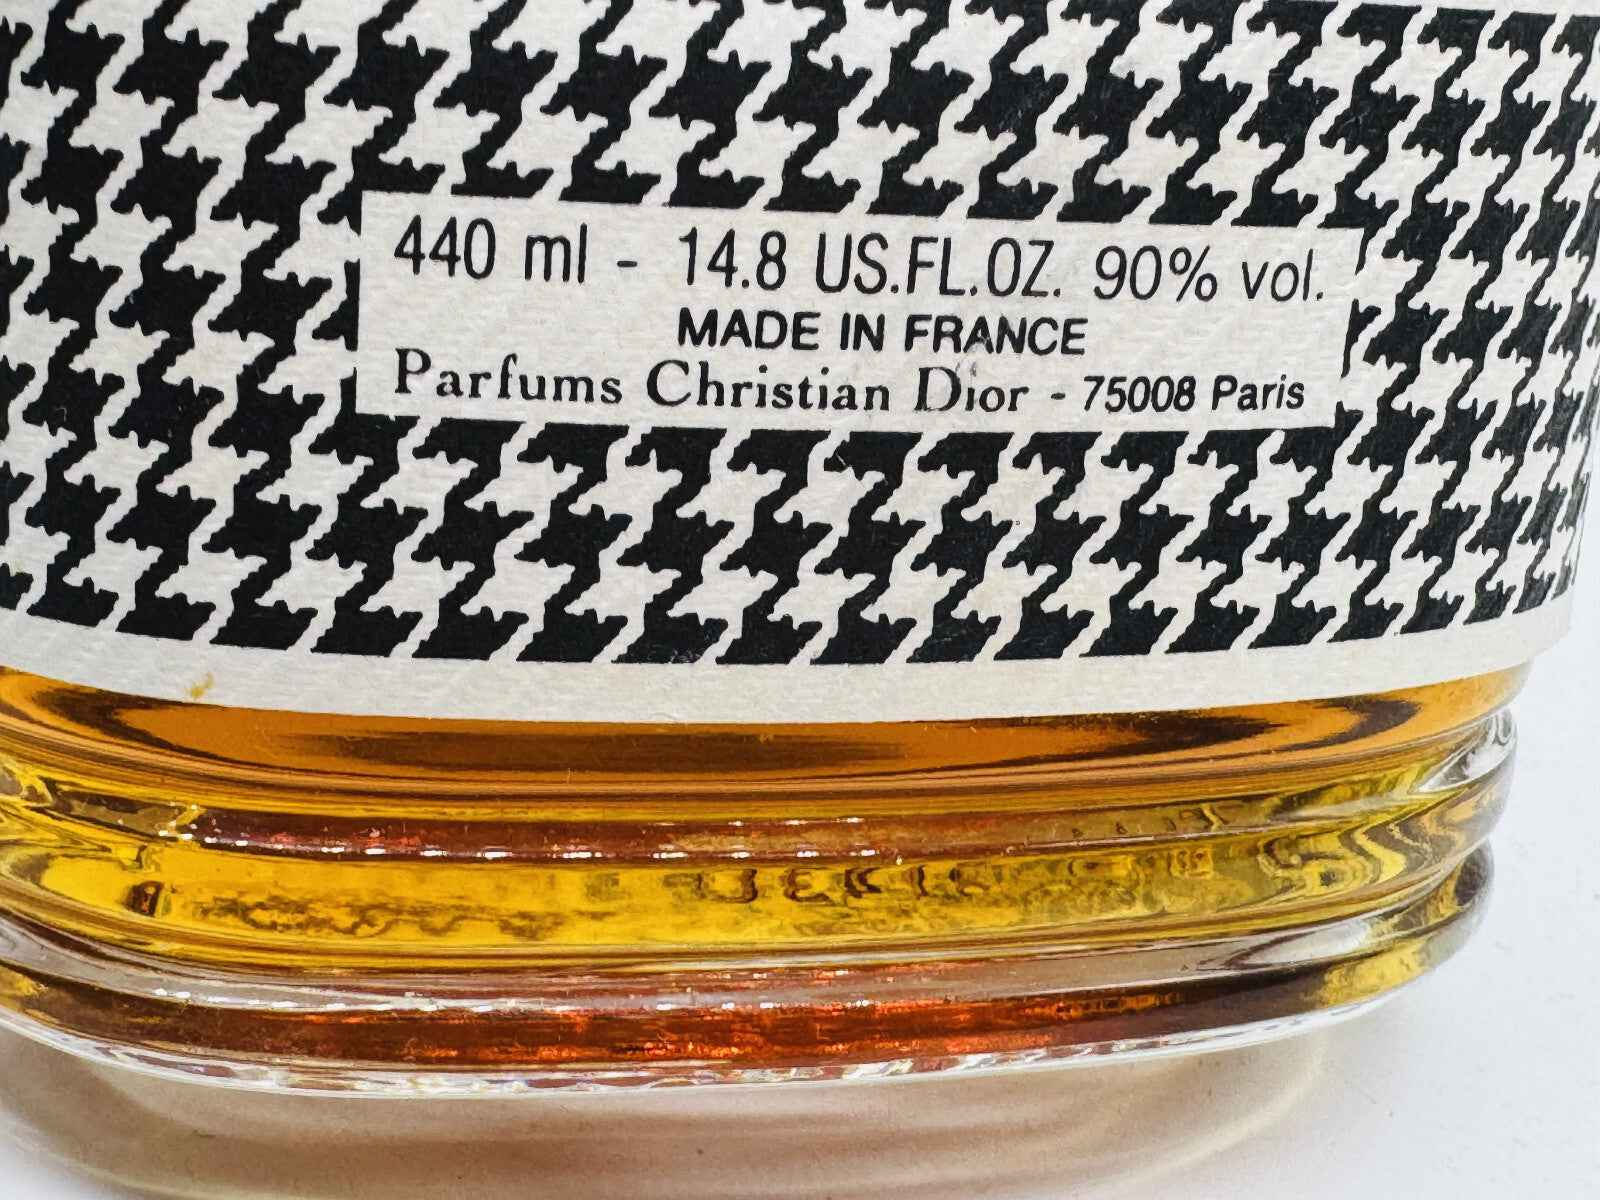 440 ml - 14.8 US.FL.OZ. 90% vol.
MADE IN FRANCE
Parfums Christian Dior - 75008 Paris